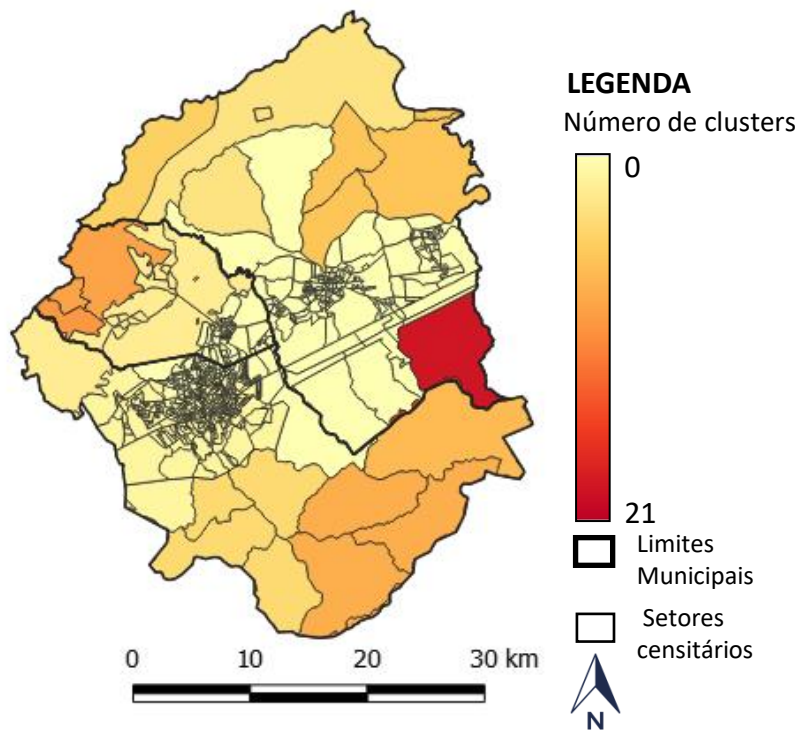 LEGENDA
Número de clusters
0
21
Limites
Municipais
Setores
censitários
0 10 20 30 km
N